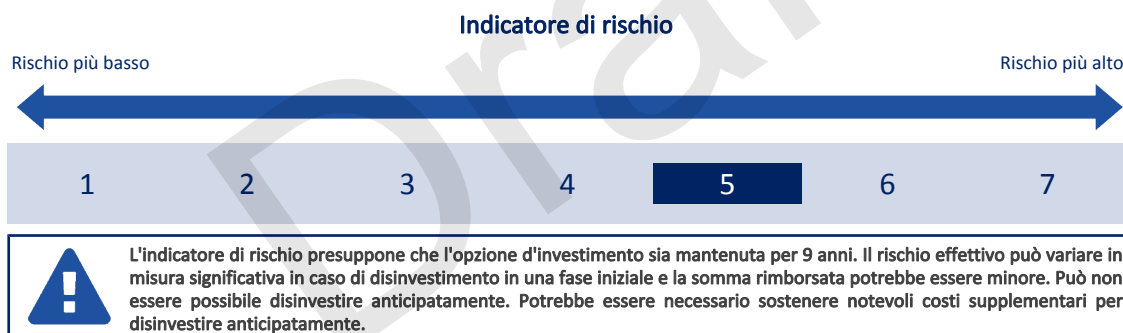 Indicatore di rischio
Rischio più basso
Rischio più alto
1 2 3 4 5 6 7
L'indicatore di rischio presuppone che l'opzione d'investimento sia mantenuta per 9 anni. Il rischio effettivo può variare in
misura significativa in caso di disinvestimento in una fase iniziale e la somma rimborsata potrebbe essere minore. Può non
essere possibile disinvestire anticipatamente. Potrebbe essere necessario sostenere notevoli costi supplementari per
disinvestire anticipatamente.